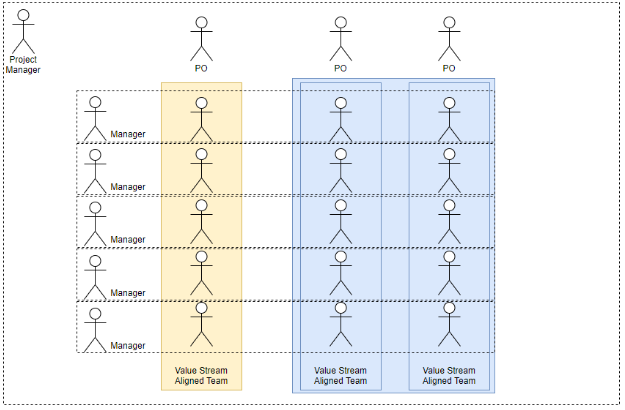 Project
Manager
PO
PO
PO
Manager
Manager
Manager
Manager
Manager
Value Stream
Aligned Team
Value Stream
Aligned Team
Value Stream
Aligned Team